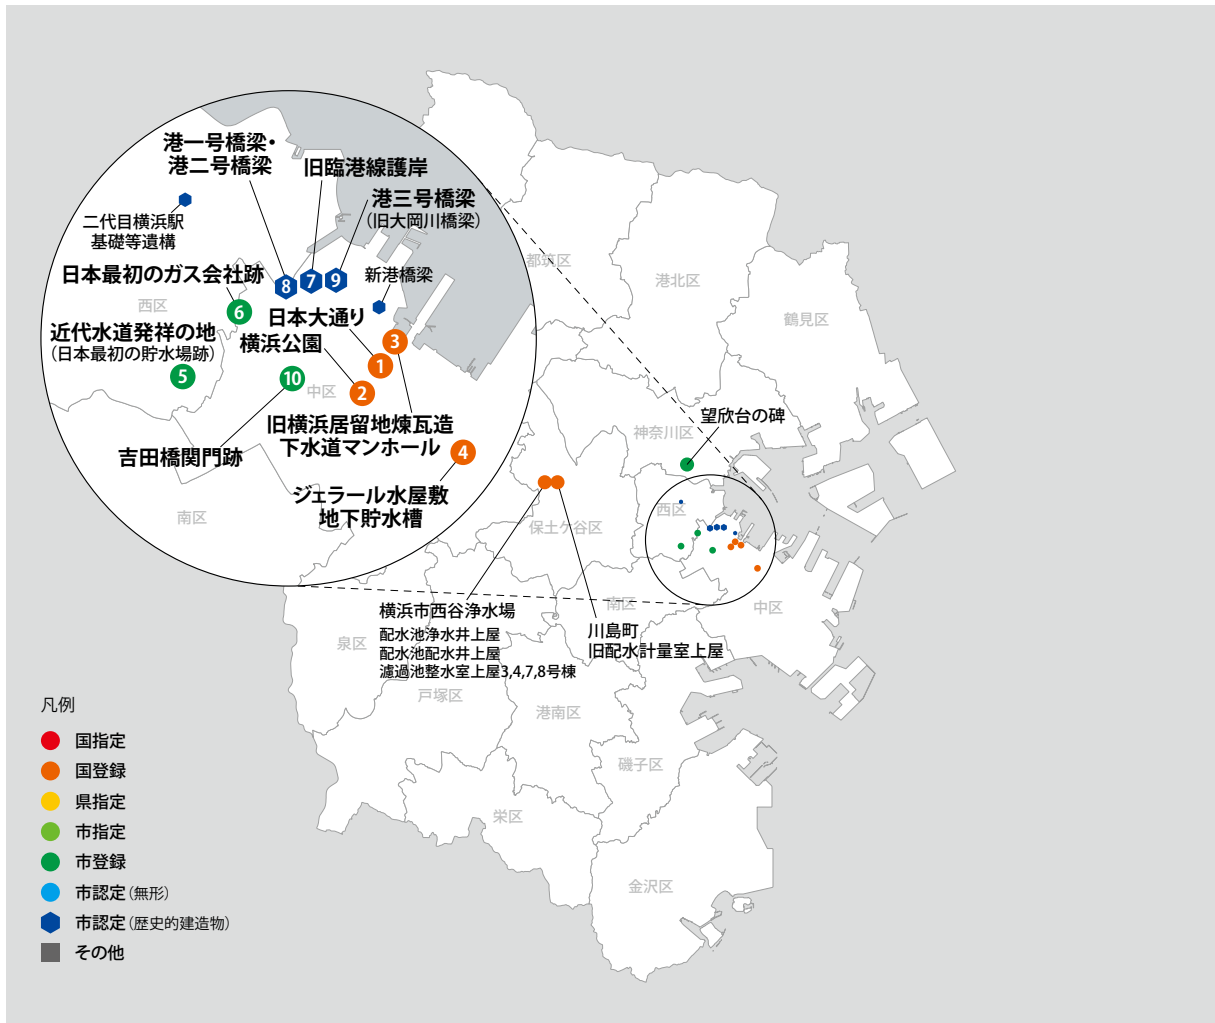 港一号橋梁・
港二号橋梁
旧臨港線護岸
港三号橋梁
（旧大岡川橋梁）
二代目横浜駅
基礎等遺構
日本最初のガス会社跡
新港橋梁
8
7
9
西区
6
日本大通り
近代水道発祥の地
（日本最初の貯水場跡）
横浜公園
3
1
5
10
中区
2
旧横浜居留地煉瓦造
下水道マンホール
吉田橋関門跡
4
ジェラール水屋敷
地下貯水槽
南区
都筑区
港北区
鶴見区
望欣台の碑
神奈川区
西区
保土ケ谷区
横浜市西谷浄水場
配水池浄水井上屋
配水池配水井上屋
濾過池整水室上屋3,4,7,8号棟
南区
中区
川島町
旧配水計量室上屋
泉区
戸塚区
港南区
磯子区
栄区
金沢区
凡例
国指定
国登録
県指定
市指定
市登録
市認定（無形）
市認定（歴史的建造物）
その他